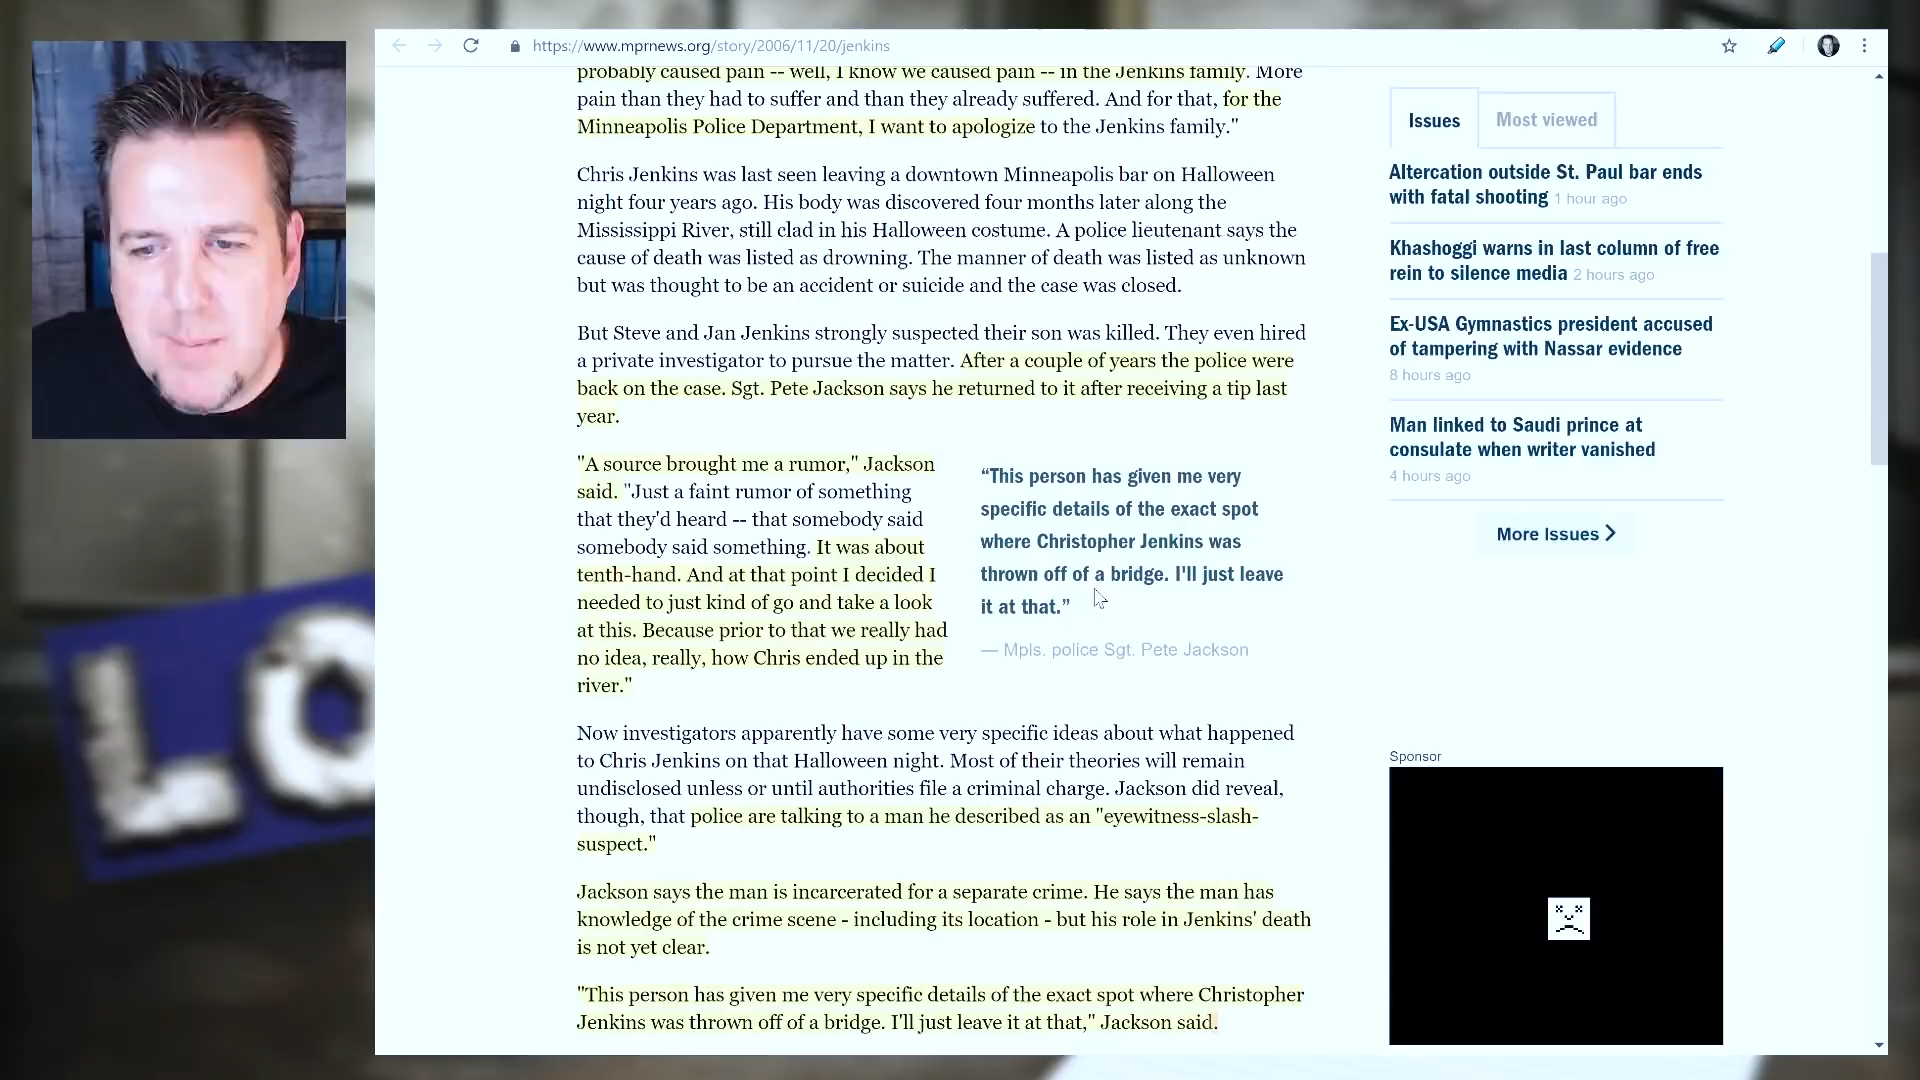 https://www.mprnews.org/story/2006/11/20/jenkins
probably caused pain -- well, I know we caused pain -- in the Jenkins family. More
pain than they had to suffer and than they already suffered. And for that, for the
Minneapolis Police Department, I want to apologize to the Jenkins family."
Chris Jenkins was last seen leaving a downtown Minneapolis bar on Halloween
night four years ago. His body was discovered four months later along the
Mississippi River, still clad in his Halloween costume. A police lieutenant says the
cause of death was listed as drowning. The manner of death was listed as unknown
but was thought to be an accident or suicide and the case was closed.
But Steve and Jan Jenkins strongly suspected their son was killed. They even hired
a private investigator to pursue the matter. After a couple of years the police were
back on the case. Sgt. Pete Jackson says he returned to it after receiving a tip last
year.
"A source brought me a rumor," Jackson
said. "Just a faint rumor of something
that they'd heard -- that somebody said
somebody said something. It was about
tenth-hand. And at that point I decided I
needed to just kind of go and take a look
at this. Because prior to that we really had
no idea, really, how Chris ended up in the
river."
“This person has given me very
specific details of the exact spot
where Christopher Jenkins was
thrown off of a bridge. I'll just leave
it at that.”
— Mpls. police Sgt. Pete Jackson
Now investigators apparently have some very specific ideas about what happened
to Chris Jenkins on that Halloween night. Most of their theories will remain
undisclosed unless or until authorities file a criminal charge. Jackson did reveal,
though, that police are talking to a man he described as an "eyewitness-slash-
suspect."
Jackson says the man is incarcerated for a separate crime. He says the man has
knowledge of the crime scene - including its location - but his role in Jenkins' death
is not yet clear.
"This person has given me very specific details of the exact spot where Christopher
Jenkins was thrown off of a bridge. I'll just leave it at that," Jackson said.
Issues
Most viewed
Altercation outside St. Paul bar ends
with fatal shooting 1 hour ago
Khashoggi warns in last column of free
rein to silence media 2 hours ago
Ex-USA Gymnastics president accused
of tampering with Nassar evidence
8 hours ago
Man linked to Saudi prince at
consulate when writer vanished
4 hours ago
More Issues
Sponsor
LO